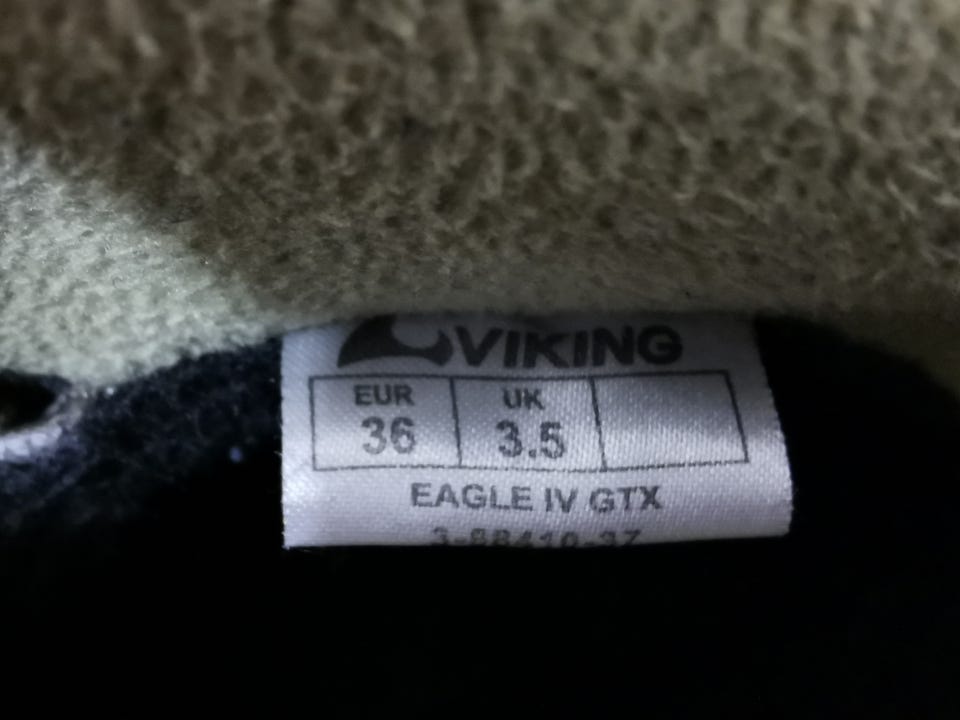 VIKING
EUR UK
36 3.5
EAGLE IV GTX